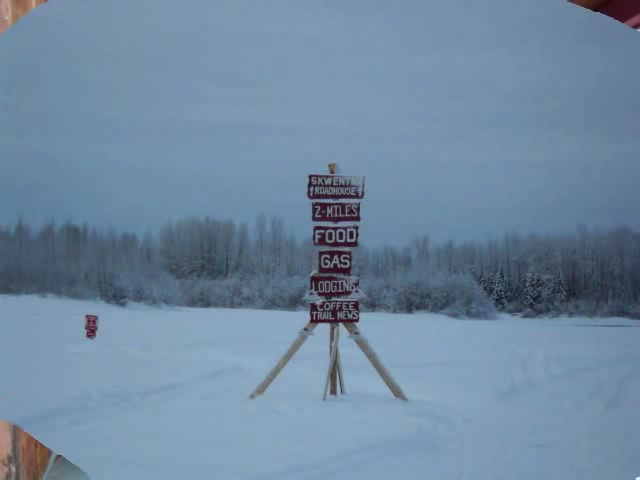 SKWENTNA
ROADHOUSE
2-MILES
FOOD
GAS
LODGING
COFFEE
TRAIL NEWS